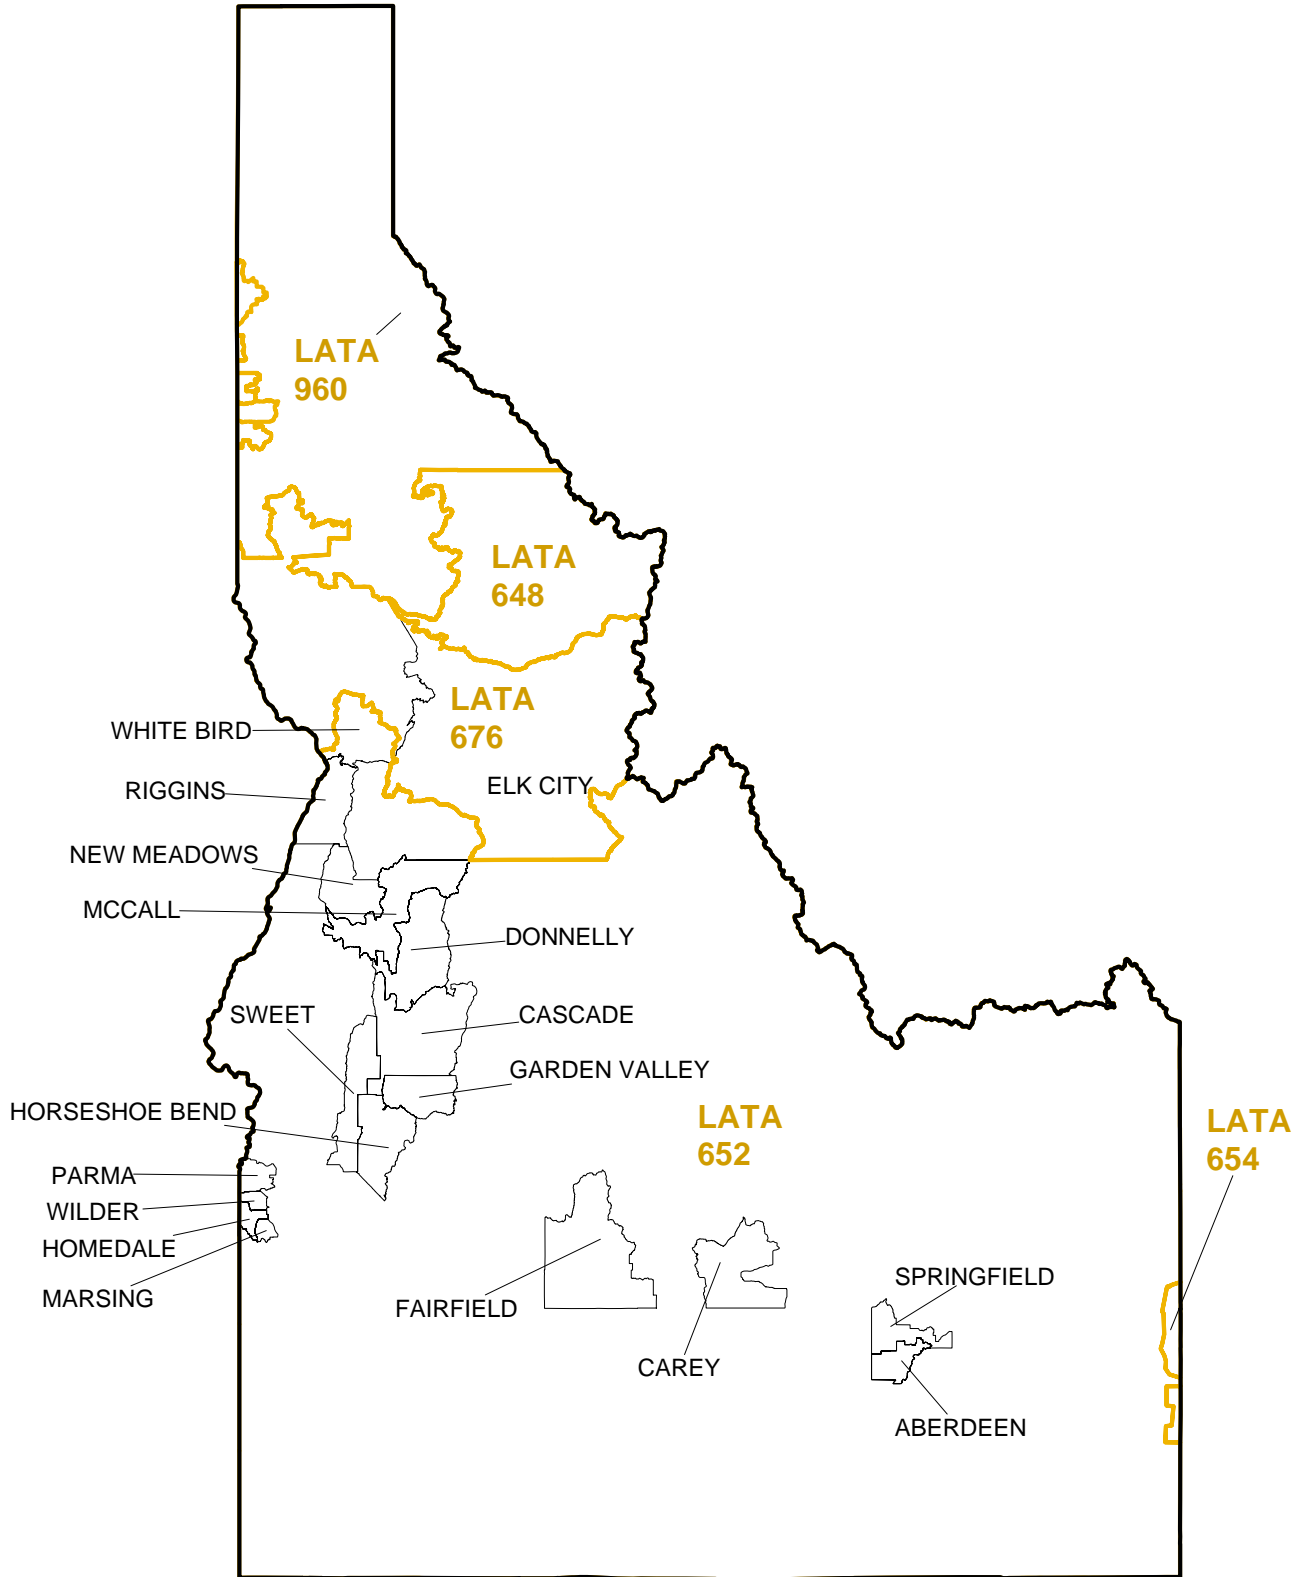 LATA
960
LATA
648
LATA
676
WHITE BIRD
ELK CITY
RIGGINS
NEW MEADOWS
MCCALL
DONNELLY
SWEET
CASCADE
GARDEN VALLEY
HORSESHOE BEND
LATA
652
LATA
654
PARMA
WILDER
HOMEDALE
MARSING
SPRINGFIELD
FAIRFIELD
CAREY
ABERDEEN